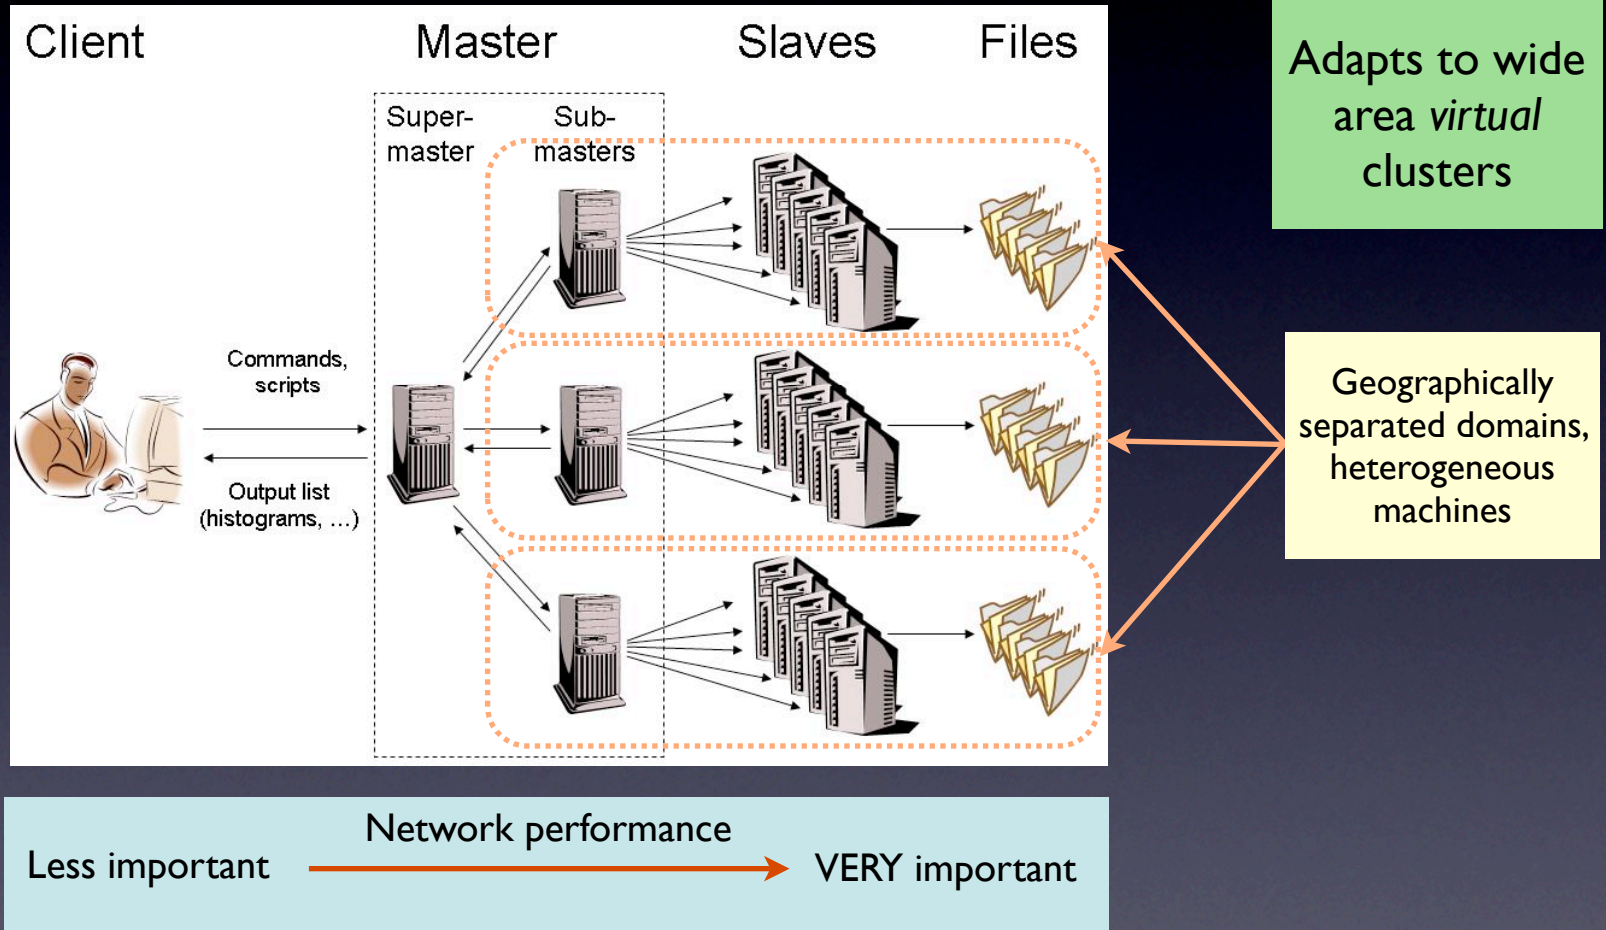 Client
Master
Slaves
Files
Super-
master
Sub-
masters
Commands,
scripts
Output list
(histograms, ...)
Adapts to wide
area virtual
clusters
Geographically
separated domains,
heterogeneous
machines
Network performance
Less important
VERY important